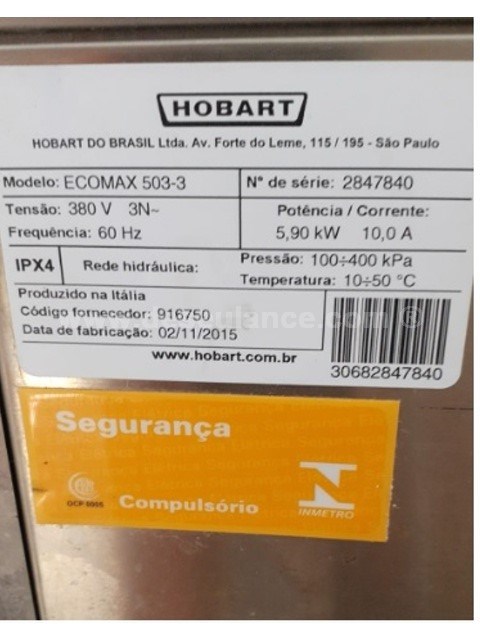 HOBART
HOBART DO BRASIL Ltda. Av. Forte do Leme, 115 / 195 - São Paulo
Modelo: ECOMAX 503-3
N° de série: 2847840
Tensão: 380 V 3N~
Potência / Corrente:
Frequência: 60 Hz
5,90 kW 10,0 A
IPX4
Rede hidráulica:
Pressão: 100÷400 kPa
Temperatura: 10÷50 °C
Produzido na Itália
Código fornecedor: 916750
Data de fabricação: 02/11/2015
www.hobart.com.br
30682847840
Segurança
Compulsório
INMETRO